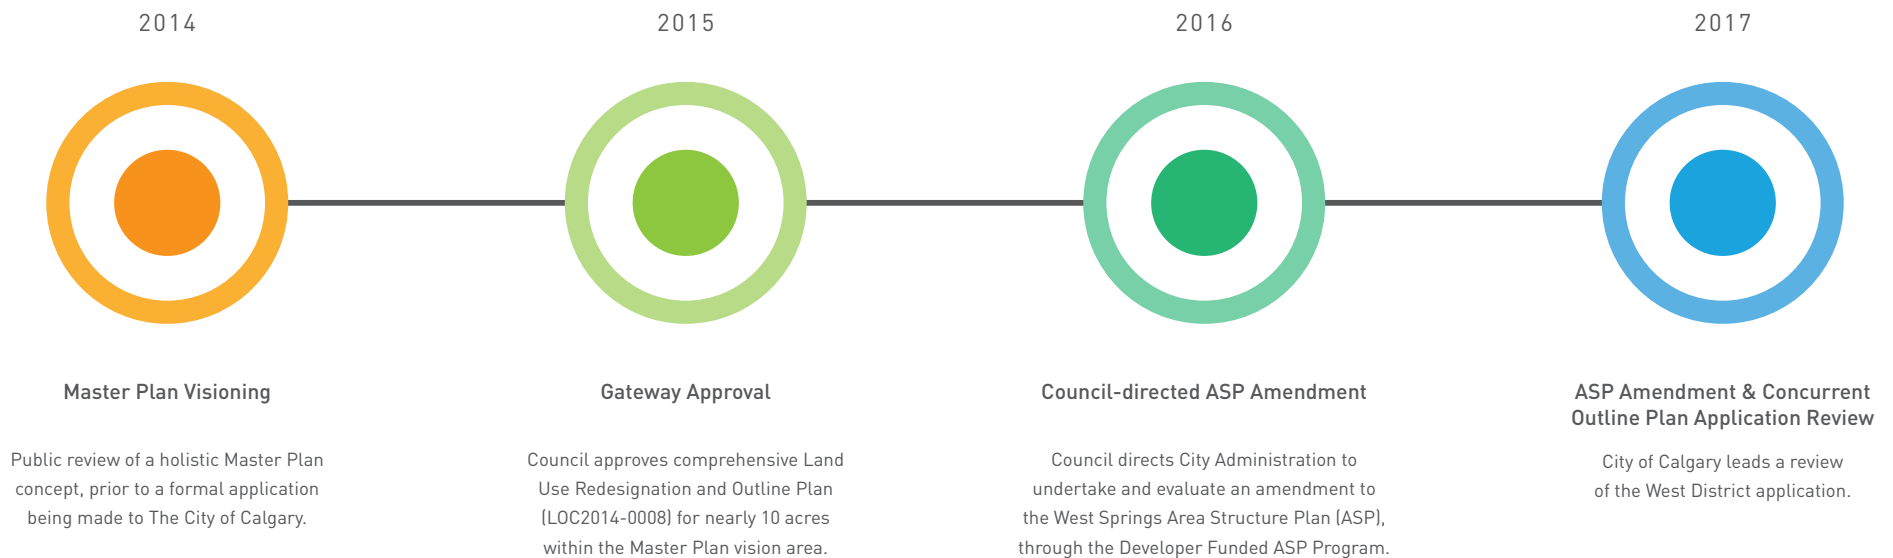 2014
2015
2016
2017
Master Plan Visioning
Public review of a holistic Master Plan
concept, prior to a formal application
being made to The City of Calgary.
Gateway Approval
Council approves comprehensive Land
Use Redesignation and Outline Plan
(LOC2014-0008) for nearly 10 acres
within the Master Plan vision area.
Council-directed ASP Amendment
Council directs City Administration to
undertake and evaluate an amendment to
the West Springs Area Structure Plan (ASP),
through the Developer Funded ASP Program.
ASP Amendment & Concurrent
Outline Plan Application Review
City of Calgary leads a review
of the West District application.